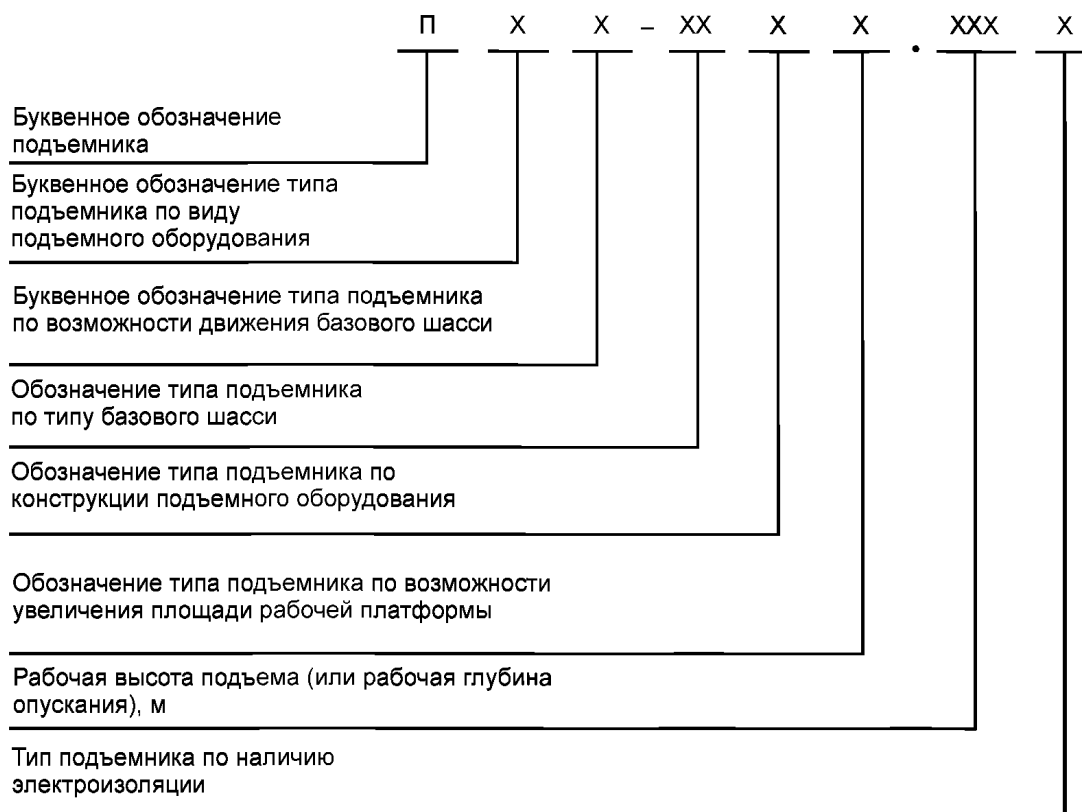 П Х Х – ХХ Х Х . ХХХ Х
Буквенное обозначение
подъемника
Буквенное обозначение типа
подъемника по виду
подъемного оборудования
Буквенное обозначение типа подъемника
по возможности движения базового шасси
Обозначение типа подъемника
по типу базового шасси
Обозначение типа подъемника по
конструкции подъемного оборудования
Обозначение типа подъемника по возможности
увеличения площади рабочей платформы
Рабочая высота подъема (или рабочая глубина
опускания), м
Тип подъемника по наличию
электроизоляции